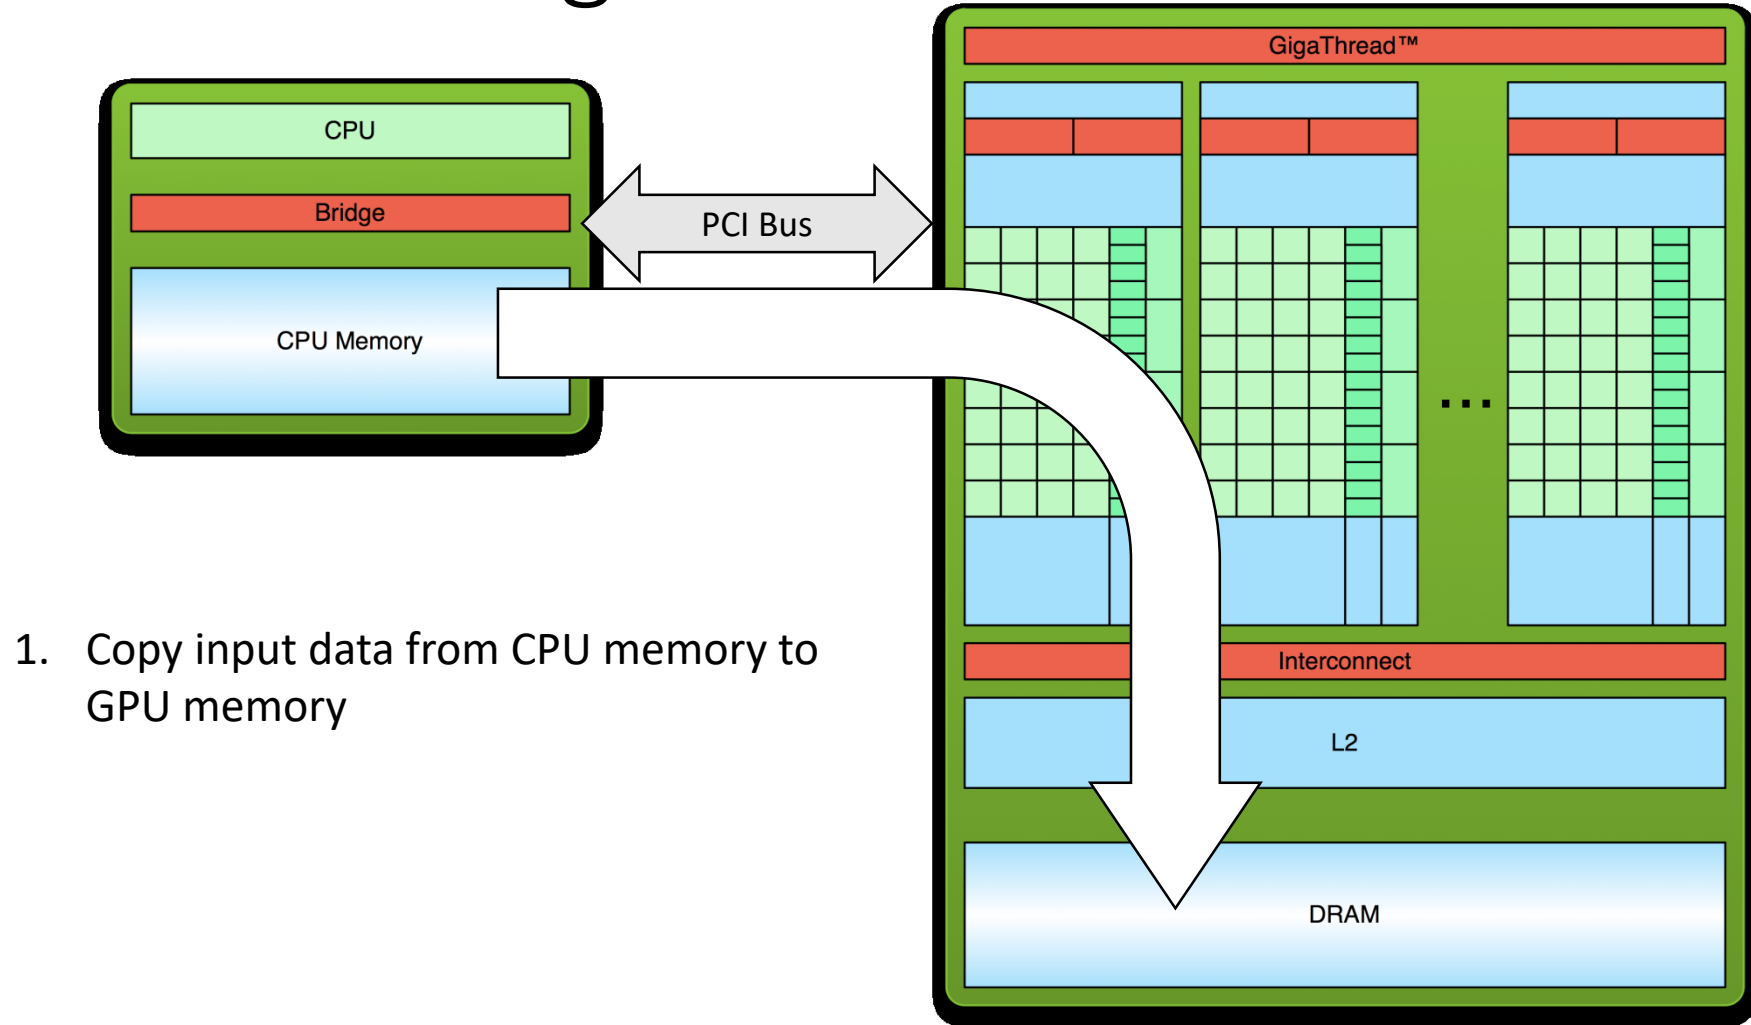 GigaThread™
CPU
Bridge
PCI Bus
CPU Memory
...
1. Copy input data from CPU memory to
GPU memory
Interconnect
L2
DRAM